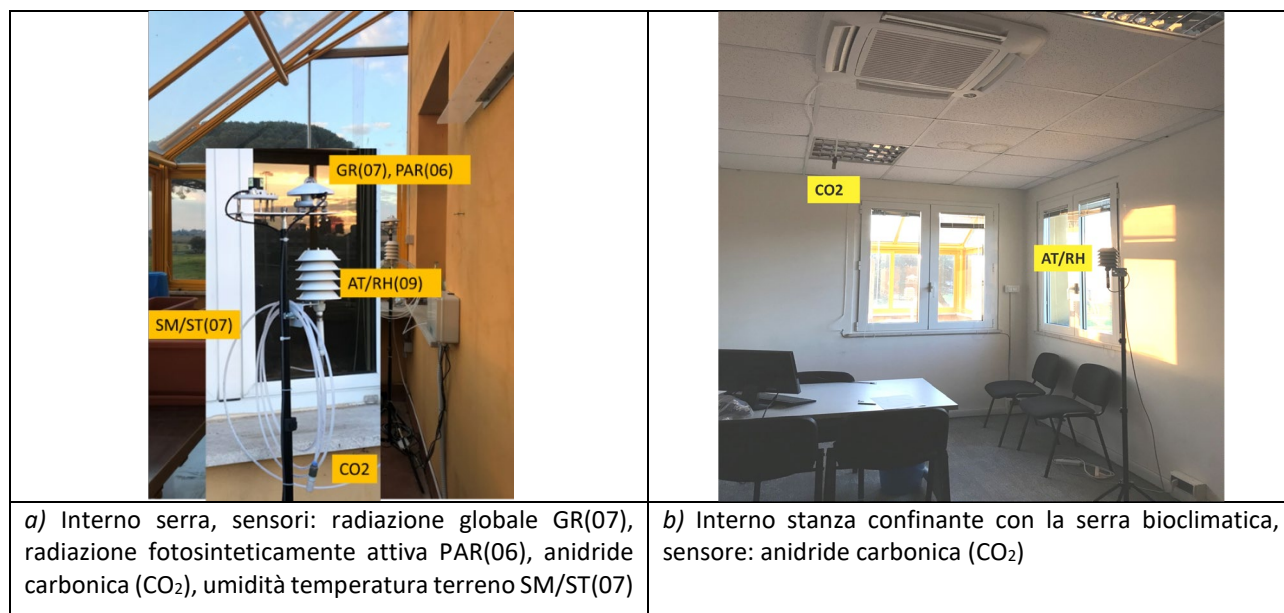 GR(07), PAR(06)
AT/RH(09)
SM/ST(07)
CO2
CO2
AT/RH
a) Interno serra, sensori: radiazione globale GR(07),
radiazione fotosinteticamente attiva PAR(06), anidride
carbonica (CO2), umidità temperatura terreno SM/ST(07)
b) Interno stanza confinante con la serra bioclimatica,
sensore: anidride carbonica (CO2)